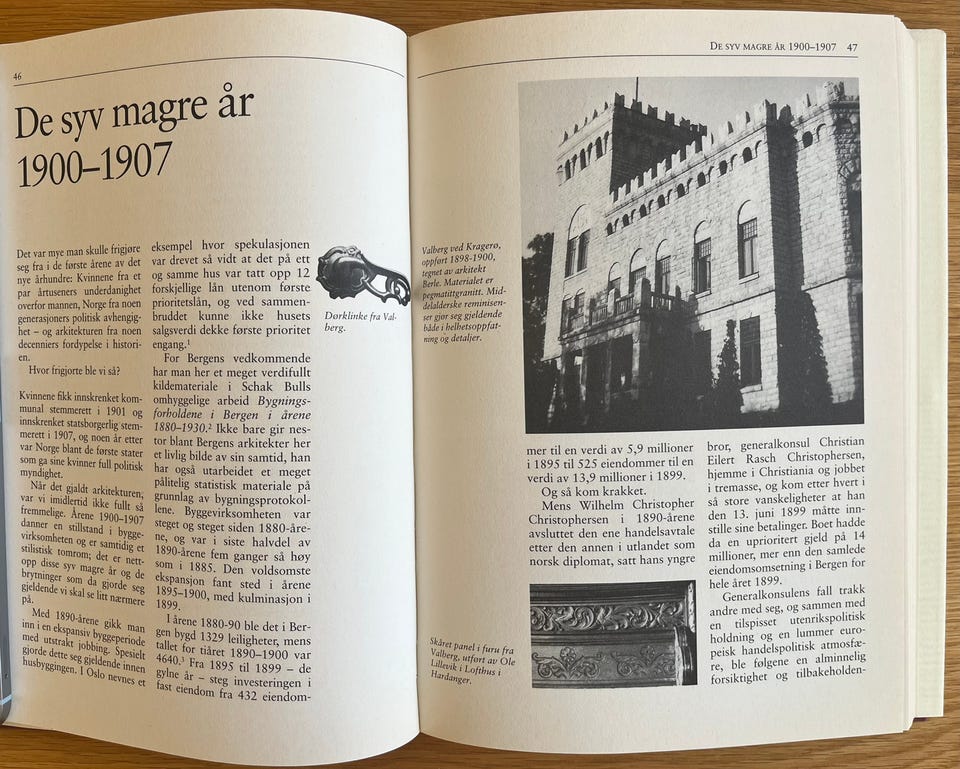 46
De syv magre år
1900–1907
Det var mye man skulle frigjøre
seg fra i de første årene av det
nye århundre: Kvinnene fra et
par årtuseners underdanighet
overfor mannen, Norge fra noen
generasjoners politisk avhengig-
het – og arkitekturen fra noen
decenniers fordypelse i histori-
en.
Hvor frigjorte ble vi så?
Kvinnene fikk innskrenket kom-
munal stemmerett i 1901 og
innskrenket statsborgerlig stem-
merett i 1907, og noen år etter
var Norge blant de første stater
som ga sine kvinner full politisk
myndighet.
Når det gjaldt arkitekturen,
var vi imidlertid ikke fullt så
fremmelige. Årene 1900–1907
danner en stillstand i bygge-
virksomheten og er samtidig et
stilistisk tomrom; det er nett-
opp disse syv magre år og de
brytninger som da gjorde seg
gjeldende vi skal se litt nærmere
på.
Med 1890-årene gikk man
inn i en ekspansiv byggeperiode
med utstrakt jobbing. Spesielt
gjorde dette seg gjeldende innen
husbyggingen. I Oslo nevnes et
eksempel hvor spekulasjonen
var drevet så vidt at det på ett
og samme hus var tatt opp 12
forskjellige lån utenom første
prioritetslån, og ved sammen-
bruddet kunne ikke husets
salgsverdi dekke første prioritet
engang.¹
For Bergens vedkommende
har man her et meget verdifullt
kildemateriale i Schak Bulls
omhyggelige arbeid Bygnings-
forholdene i Bergen i årene
1880–1930.² Ikke bare gir nes-
tor blant Bergens arkitekter her
et livlig bilde av sin samtid, han
har også utarbeidet et meget
pålitelig statistisk materiale på
grunnlag av bygningsprotokol-
lene. Byggevirksomheten var
steget og steget siden 1880-åre-
ne, og var i siste halvdel av
1890-årene fem ganger så høy
som i 1885. Den voldsomste
ekspansjon fant sted i årene
1895–1900, med kulminasjon i
1899.
I årene 1880-90 ble det i Ber-
gen bygd 1329 leiligheter, mens
tallet for tiåret 1890–1900 var
4640.³ Fra 1895 til 1899 – de
gylne år – steg investeringen i
fast eiendom fra 432 eiendom-
Dørklinke fra Val-
berg.
DE SYV MAGRE ÅR 1900–1907 47
Valberg ved Kragerø,
oppført 1898-1900,
tegnet av arkitekt
Berle. Materialet er
pegmatittgranitt. Mid-
delalderske reminisen-
ser gjør seg gjeldende
både i helhetsoppfat-
ning og detaljer.
mer til en verdi av 5,9 millioner
i 1895 til 525 eiendommer til en
verdi av 13,9 millioner i 1899.
Og så kom krakket.
Mens Wilhelm Christopher
Christophersen i 1890-årene
avsluttet den ene handelsavtale
etter den annen i utlandet som
norsk diplomat, satt hans yngre
Skåret panel i furu fra
Valberg, utført av Ole
Lillevik i Lofthus i
Hardanger.
bror, generalkonsul Christian
Eilert Rasch Christophersen,
hjemme i Christiania og jobbet
i tremasse, og kom etter hvert i
så store vanskeligheter at han
den 13. juni 1899 måtte inn-
stille sine betalinger. Boet hadde
da en uprioritert gjeld på 14
millioner, mer enn den samlede
eiendomsomsetning i Bergen for
hele året 1899.
Generalkonsulens fall trakk
andre med seg, og sammen med
en tilspisset utenrikspolitisk
holdning og en lummer euro-
peisk handelspolitisk atmosfæ-
re, ble følgene en alminnelig
forsiktighet og tilbakeholden-